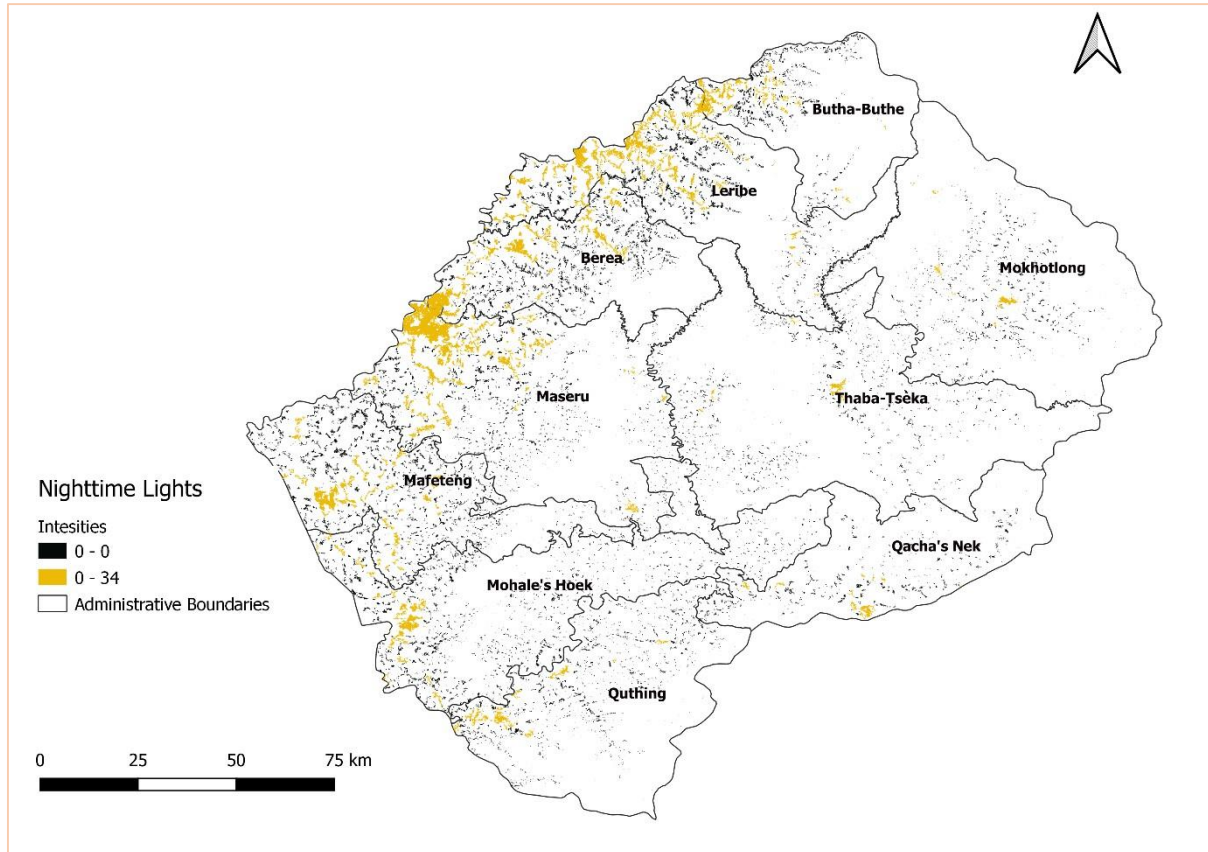 Butha-Buthe
Leribe
Berea
Mokhotlong
Maseru
Thaba-Tsèka
Mafeteng
Qacha's Nek
Mohale's Hoek
Quthing
Nighttime Lights
Intesities
0 - 0
0 - 34
Administrative Boundaries
0 25 50 75 km